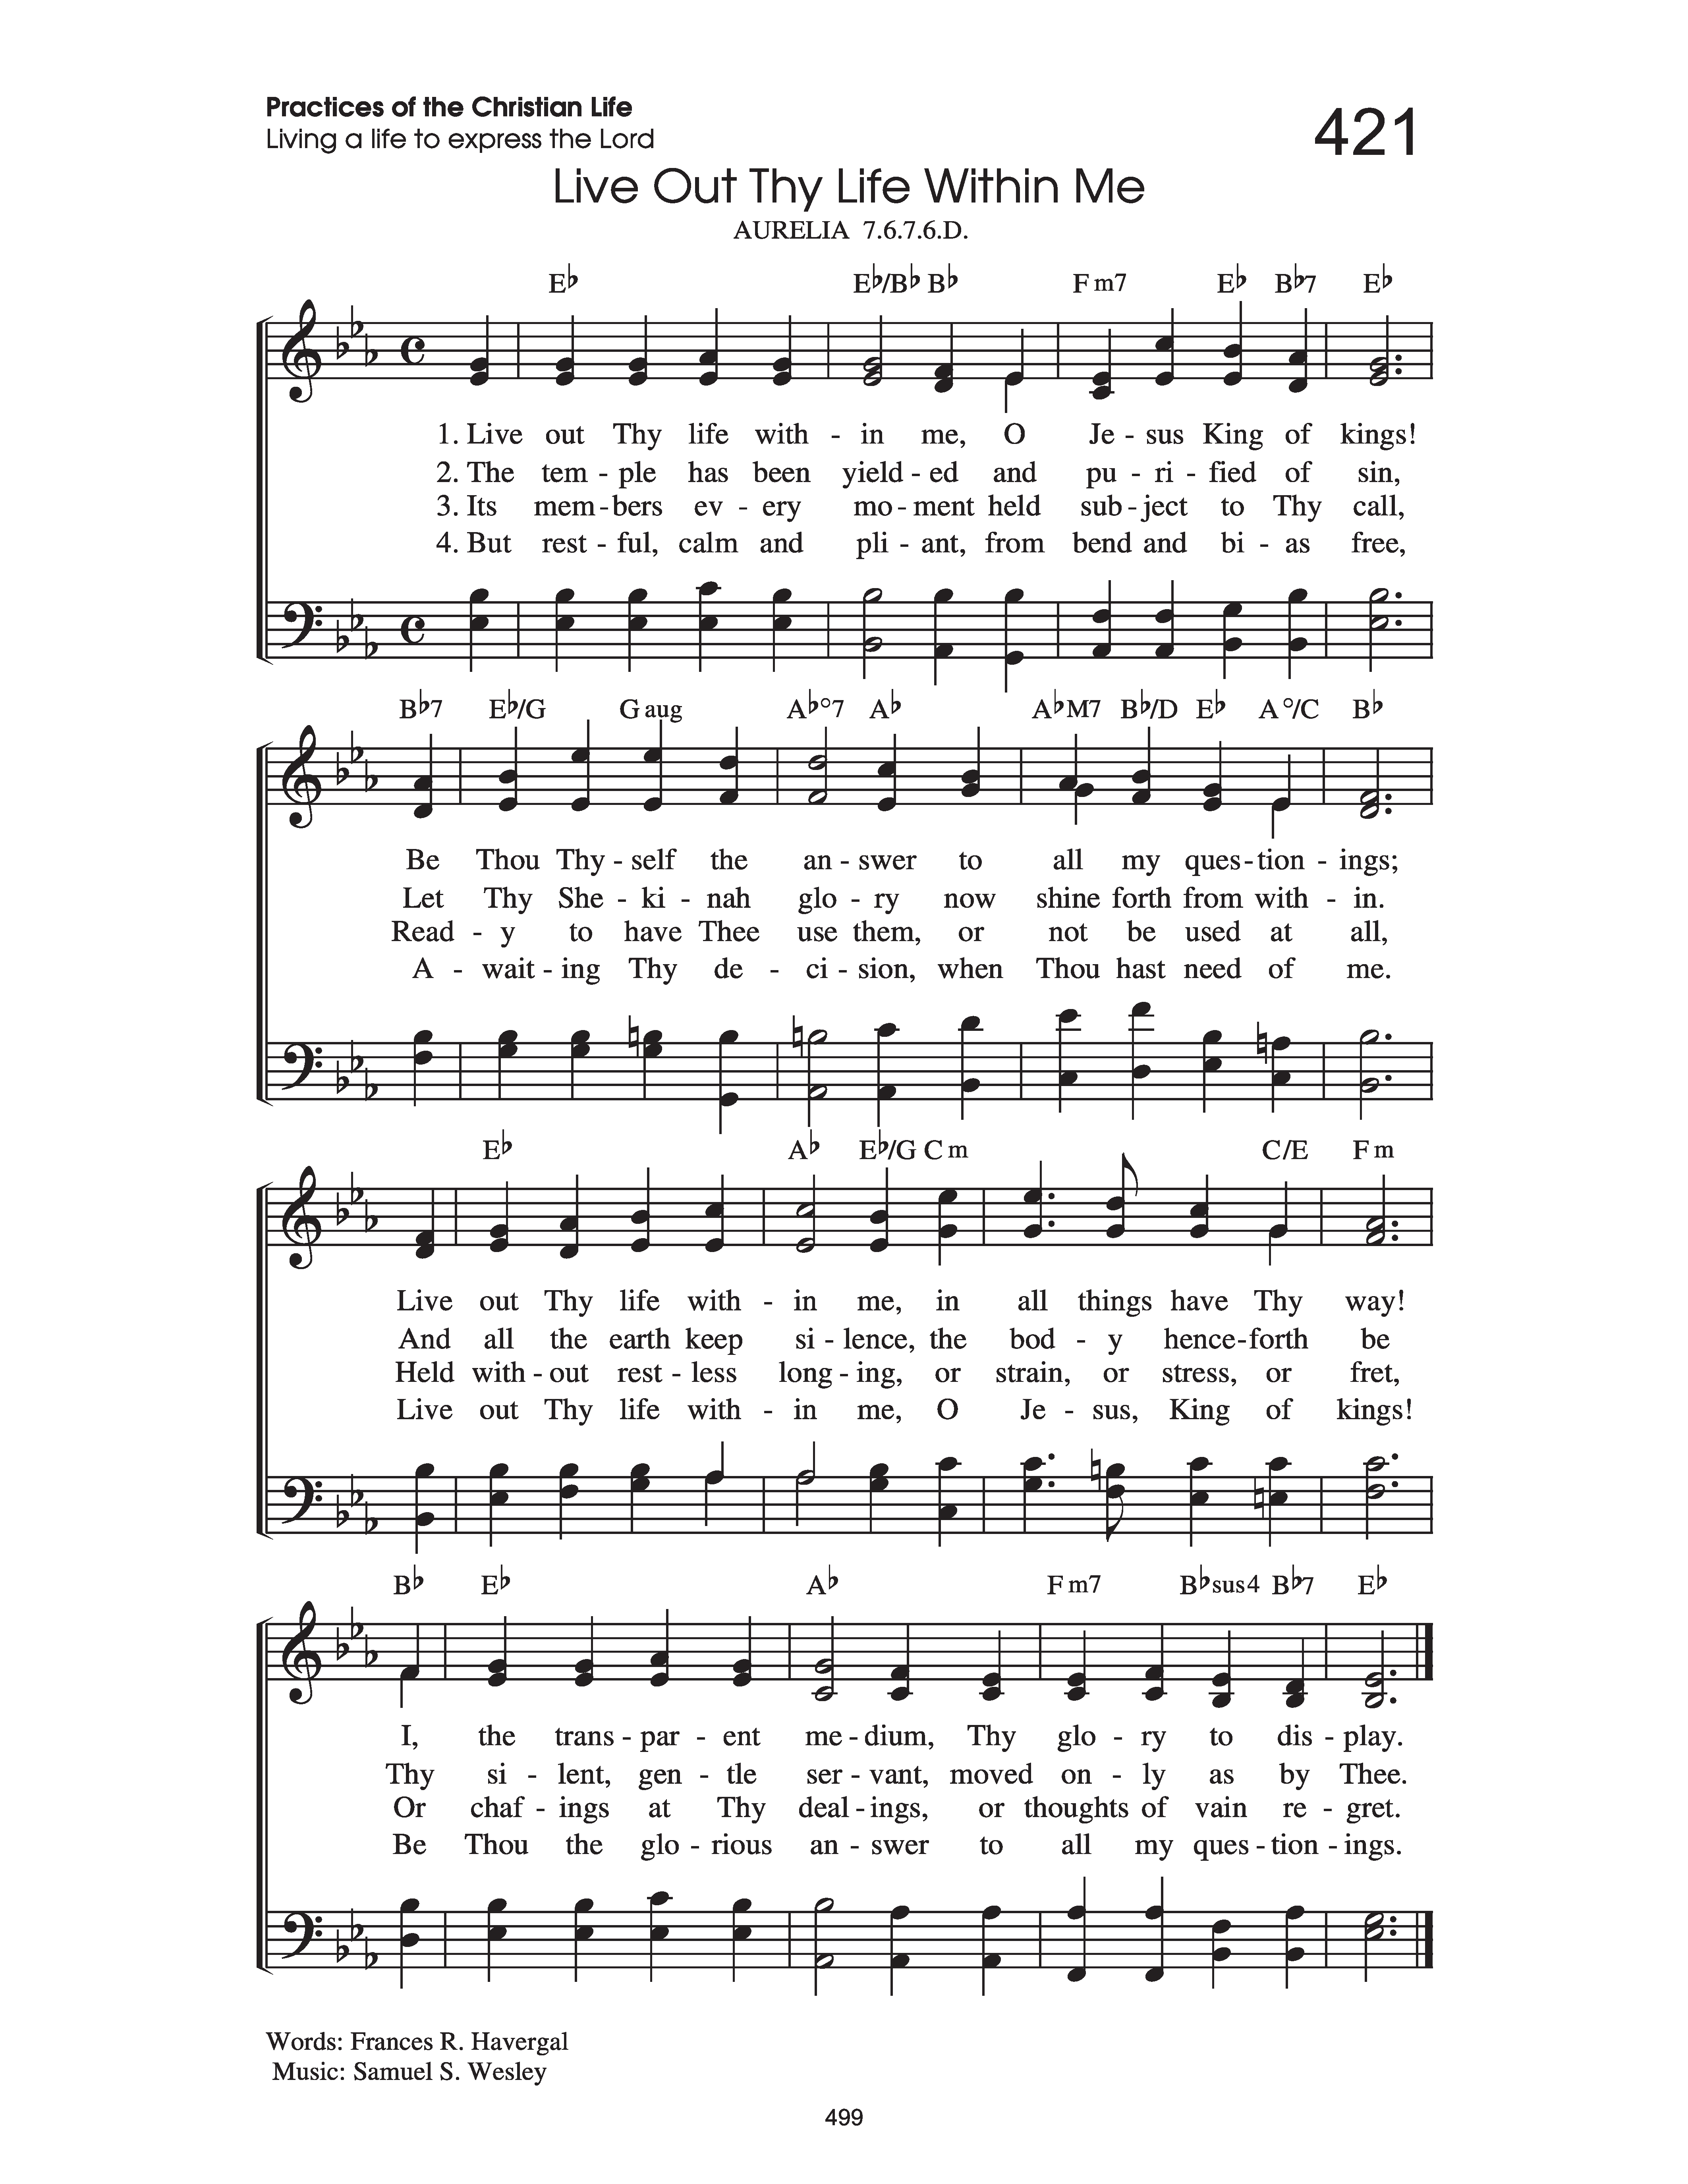 Practices of the Christian Life
Living a life to express the Lord
421
Live Out Thy Life Within Me
AURELIA 7.6.7.6.D.
E♭ E♭/B♭ B♭ Fm7 E♭ B♭7 E♭
1. Live out Thy life with - in me, O Je - sus King of kings!
2. The tem - ple has been yield - ed and pu - ri - fied of sin,
3. Its mem - bers ev - ery mo - ment held sub - ject to Thy call,
4. But rest - ful, calm and pli - ant, from bend and bi - as free,
B♭7 E♭/G G aug A♭°7 A♭ A♭M7 B♭/D E♭ A°/C B♭
Be Thou Thy - self the an - swer to all my ques - tion - ings;
Let Thy She - ki - nah glo - ry now shine forth from with - in.
Read - y to have Thee use them, or not be used at all,
A - wait - ing Thy de - ci - sion, when Thou hast need of me.
E♭ A♭ E♭/G Cm C/E Fm
Live out Thy life with - in me, in all things have Thy way!
And all the earth keep si - lence, the bod - y hence - forth be
Held with - out rest - less long - ing, or strain, or stress, or fret,
Live out Thy life with - in me, O Je - sus, King of kings!
B♭ E♭ A♭ Fm7 B♭sus4 B♭7 E♭
I, the trans - par - ent me - dium, Thy glo - ry to dis - play.
Thy si - lent, gen - tle ser - vant, moved on - ly as by Thee.
Or chaf - ings at Thy deal - ings, or thoughts of vain re - gret.
Be Thou the glo - rious an - swer to all my ques - tion - ings.
Words: Frances R. Havergal
Music: Samuel S. Wesley
499